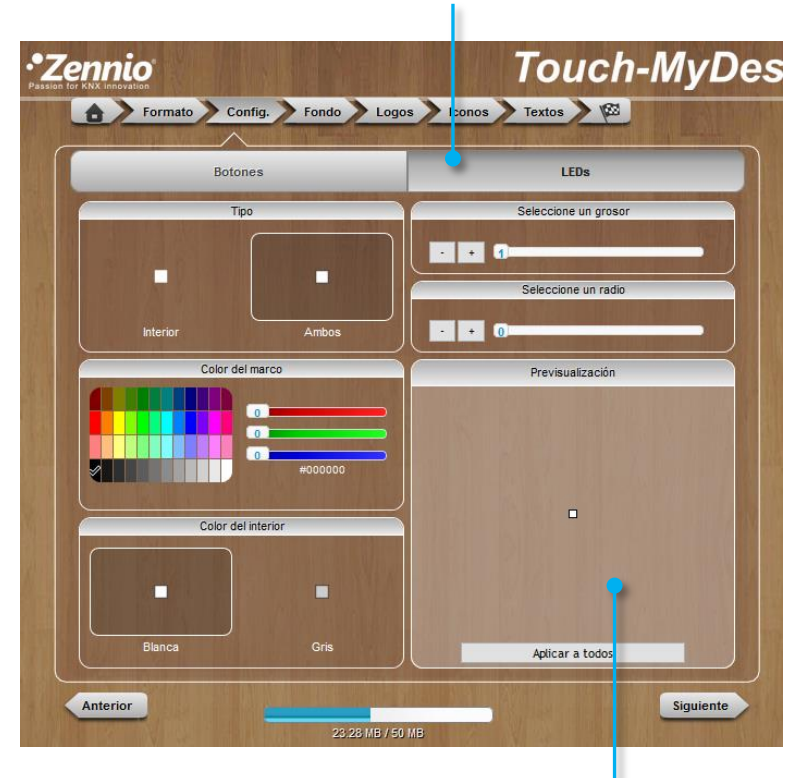 Zennio®
Passion for KNX innovation
Touch-MyDes
Formato Config. Fondo Logos Iconos Textos
Botones LEDs
Tipo
Interior Ambos
Seleccione un grosor
- + 1
Seleccione un radio
- + 0
Color del marco
0
0
0
#000000
Previsualización
Color del interior
Blanca Gris
Aplicar a todos
Anterior
Siguiente
23.28 MB / 50 MB